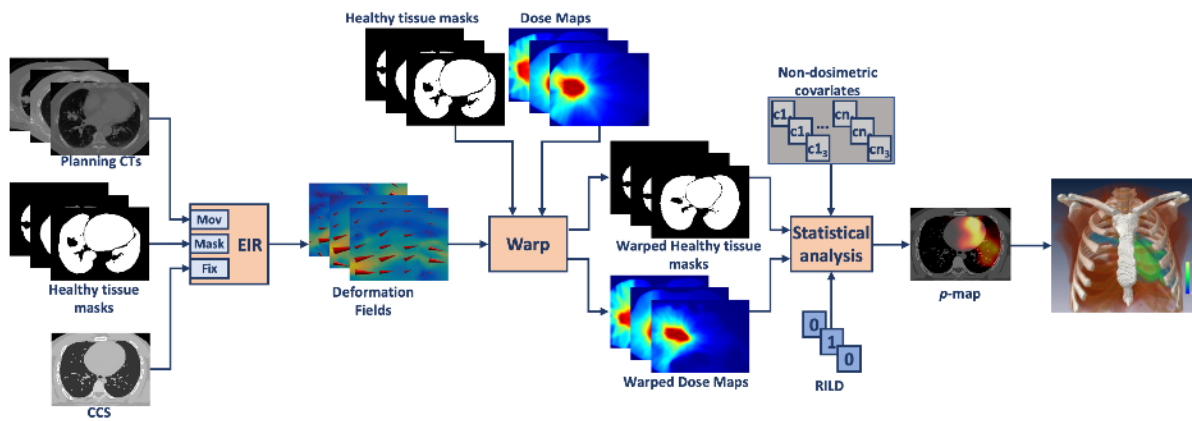 Healthy tissue masks
Dose Maps
Non-dosimetric
covariates
c1
c1
c1₃
...
cn
cn
cn₃
Planning CTs
Mov
Mask
Fix
EIR
Healthy tissue
masks
CCS
Deformation
Fields
Warp
Warped Healthy tissue
masks
Warped Dose Maps
Statistical
analysis
0
1
0
RILD
p-map